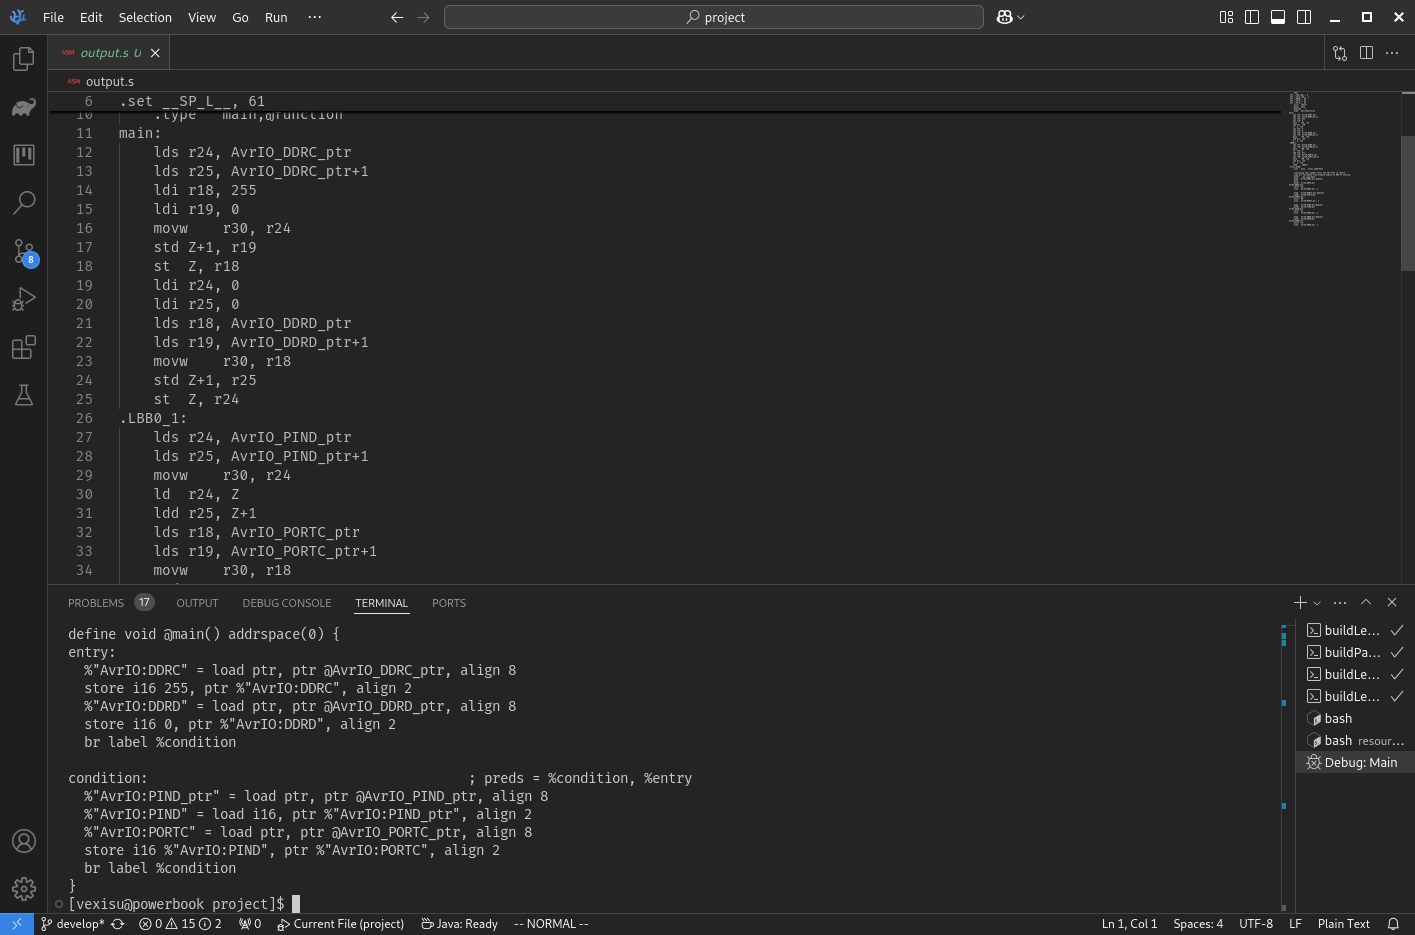 File Edit Selection View Go Run ··· project
ASM output.s U
ASM output.s
6 .set __SP_L__, 61
10 .type main,@function
11 main:
12 lds r24, AvrIO_DDRC_ptr
13 lds r25, AvrIO_DDRC_ptr+1
14 ldi r18, 255
15 ldi r19, 0
16 movw r30, r24
17 std Z+1, r19
18 st Z, r18
19 ldi r24, 0
20 ldi r25, 0
21 lds r18, AvrIO_DDRD_ptr
22 lds r19, AvrIO_DDRD_ptr+1
23 movw r30, r18
24 std Z+1, r25
25 st Z, r24
26 .LBB0_1:
27 lds r24, AvrIO_PIND_ptr
28 lds r25, AvrIO_PIND_ptr+1
29 movw r30, r24
30 ld r24, Z
31 ldd r25, Z+1
32 lds r18, AvrIO_PORTC_ptr
33 lds r19, AvrIO_PORTC_ptr+1
34 movw r30, r18
8
PROBLEMS 17 OUTPUT DEBUG CONSOLE TERMINAL PORTS
define void @main() addrspace(0) {
entry:
%"AvrIO:DDRC" = load ptr, ptr @AvrIO_DDRC_ptr, align 8
store i16 255, ptr %"AvrIO:DDRC", align 2
%"AvrIO:DDRD" = load ptr, ptr @AvrIO_DDRD_ptr, align 8
store i16 0, ptr %"AvrIO:DDRD", align 2
br label %condition
condition: ; preds = %condition, %entry
%"AvrIO:PIND_ptr" = load ptr, ptr @AvrIO_PIND_ptr, align 8
%"AvrIO:PIND" = load i16, ptr %"AvrIO:PIND_ptr", align 2
%"AvrIO:PORTC" = load ptr, ptr @AvrIO_PORTC_ptr, align 8
store i16 %"AvrIO:PIND", ptr %"AvrIO:PORTC", align 2
br label %condition
}
[vexisu@powerbook project]$
buildLe...
buildPa...
buildLe...
buildLe...
bash
bash resour...
Debug: Main
develop* 0 15 2 0 Current File (project) Java: Ready -- NORMAL -- Ln 1, Col 1 Spaces: 4 UTF-8 LF Plain Text